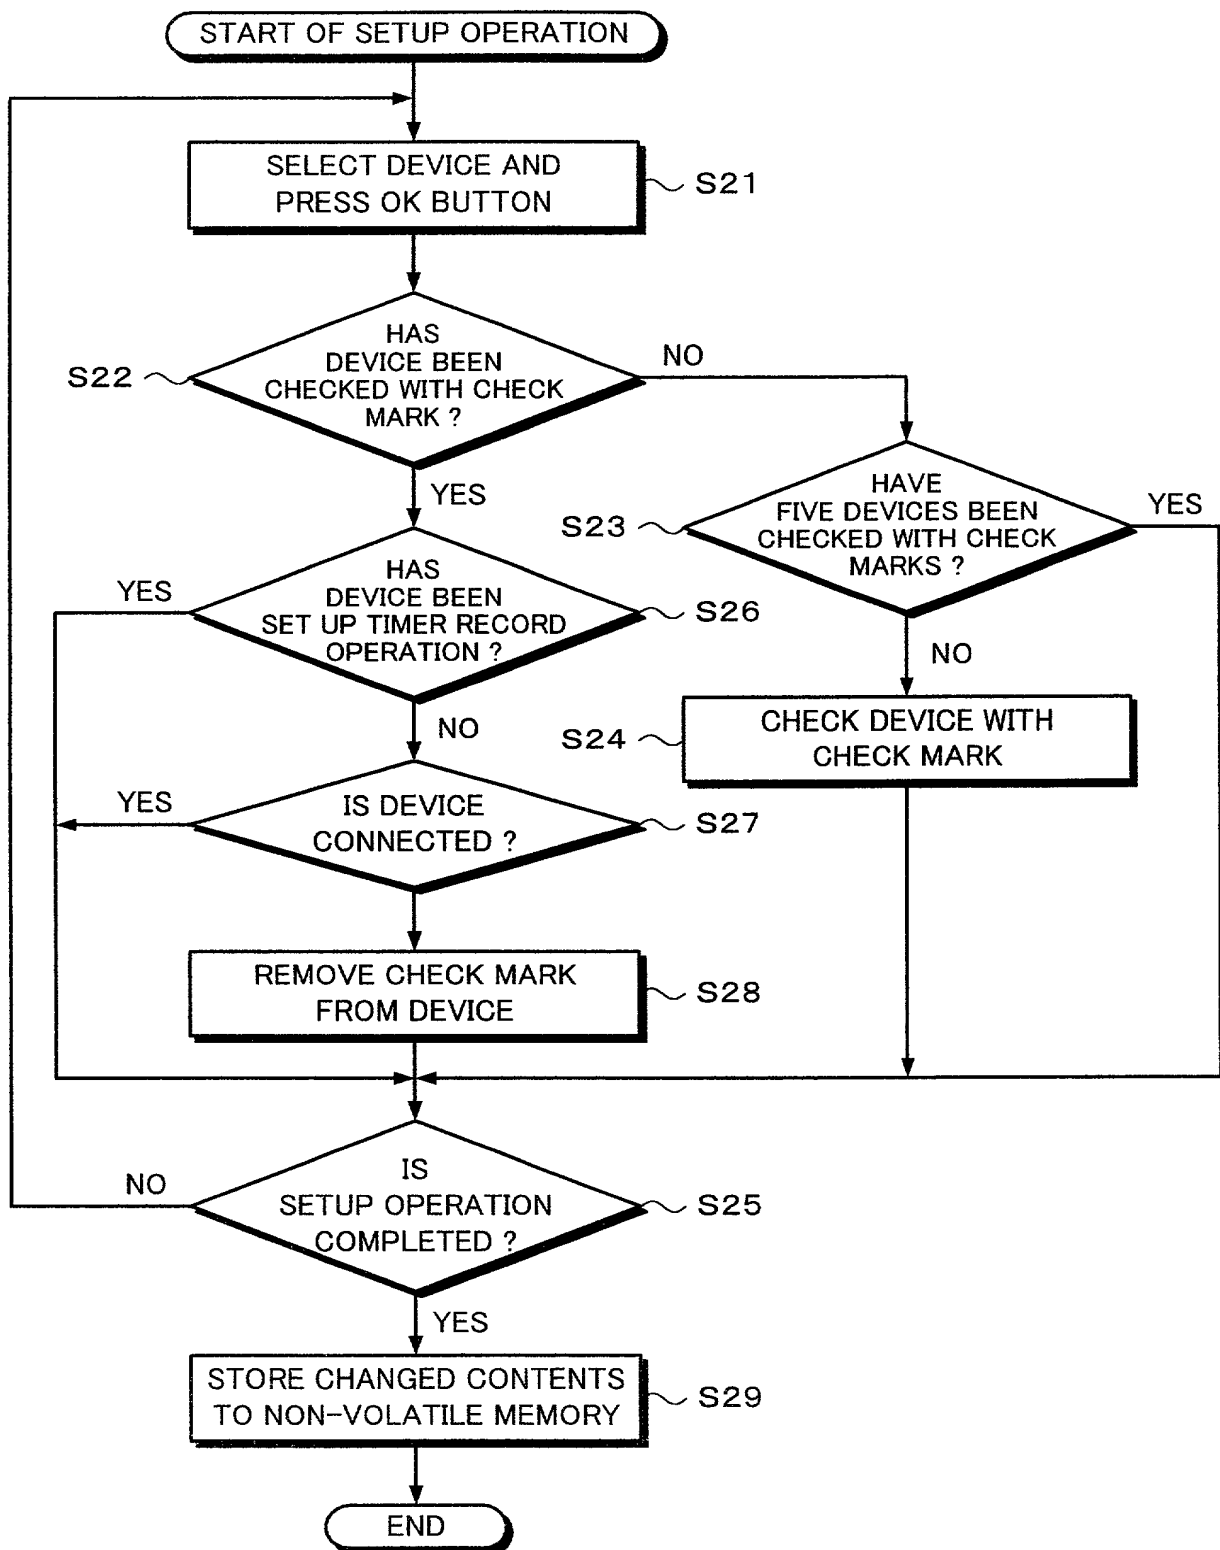 START OF SETUP OPERATION
SELECT DEVICE AND
PRESS OK BUTTON
S21
HAS
DEVICE BEEN
CHECKED WITH CHECK
MARK ?
S22
NO
YES
HAVE
FIVE DEVICES BEEN
CHECKED WITH CHECK
MARKS ?
S23
YES
NO
HAS
DEVICE BEEN
SET UP TIMER RECORD
OPERATION ?
S26
YES
NO
CHECK DEVICE WITH
CHECK MARK
S24
IS DEVICE
CONNECTED ?
S27
YES
REMOVE CHECK MARK
FROM DEVICE
S28
IS
SETUP OPERATION
COMPLETED ?
S25
NO
YES
STORE CHANGED CONTENTS
TO NON-VOLATILE MEMORY
S29
END